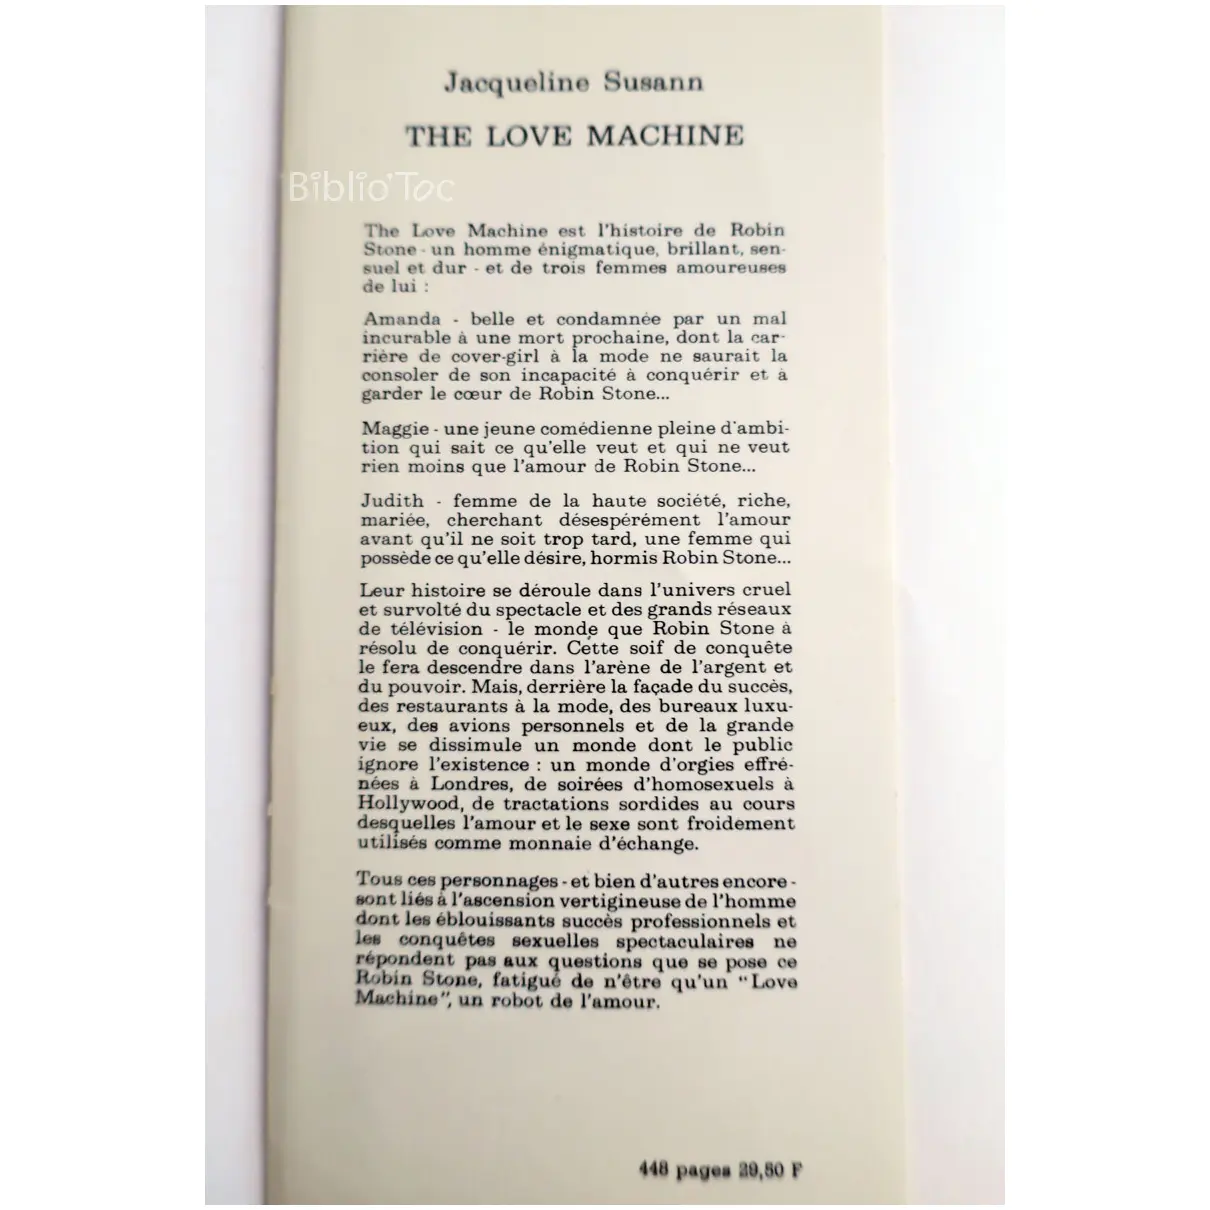 Jacqueline Susann
THE LOVE MACHINE
Biblio'Toc
The Love Machine est l'histoire de Robin
Stone - un homme énigmatique, brillant, sen-
suel et dur - et de trois femmes amoureuses
de lui :
Amanda - belle et condamnée par un mal
incurable à une mort prochaine, dont la car-
rière de cover-girl à la mode ne saurait la
consoler de son incapacité à conquérir et à
garder le cœur de Robin Stone...
Maggie - une jeune comédienne pleine d'ambi-
tion qui sait ce qu'elle veut et qui ne veut
rien moins que l'amour de Robin Stone...
Judith - femme de la haute société, riche,
mariée, cherchant désespérément l'amour
avant qu'il ne soit trop tard, une femme qui
possède ce qu'elle désire, hormis Robin Stone...
Leur histoire se déroule dans l'univers cruel
et survolté du spectacle et des grands réseaux
de télévision - le monde que Robin Stone à
résolu de conquérir. Cette soif de conquête
le fera descendre dans l'arène de l'argent et
du pouvoir. Mais, derrière la façade du succès,
des restaurants à la mode, des bureaux luxu-
eux, des avions personnels et de la grande
vie se dissimule un monde dont le public
ignore l'existence : un monde d'orgies effré-
nées à Londres, de soirées d'homosexuels à
Hollywood, de tractations sordides au cours
desquelles l'amour et le sexe sont froidement
utilisés comme monnaie d'échange.
Tous ces personnages - et bien d'autres encore -
sont liés à l'ascension vertigineuse de l'homme
dont les éblouissants succès professionnels et
les conquêtes sexuelles spectaculaires ne
répondent pas aux questions que se pose ce
Robin Stone, fatigué de n'être qu'un "Love
Machine", un robot de l'amour.
448 pages 29,50 F